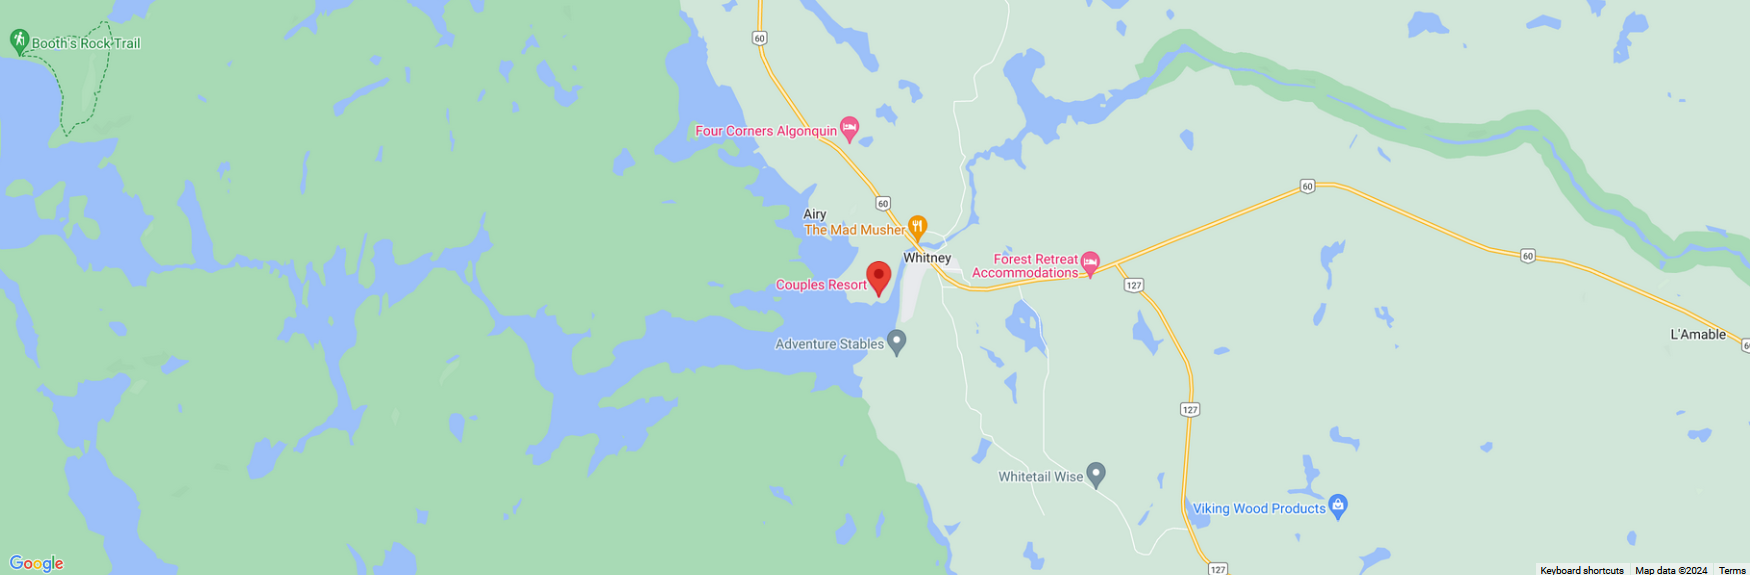 60
Booth's Rock Trail
Four Corners Algonquin
60
60
Airy
The Mad Musher
Whitney
Forest Retreat
Accommodations
60
127
Couples Resort
L'Amable
6
Adventure Stables
127
Whitetail Wise
Viking Wood Products
127
Google
Keyboard shortcuts
Map data ©2024
Terms